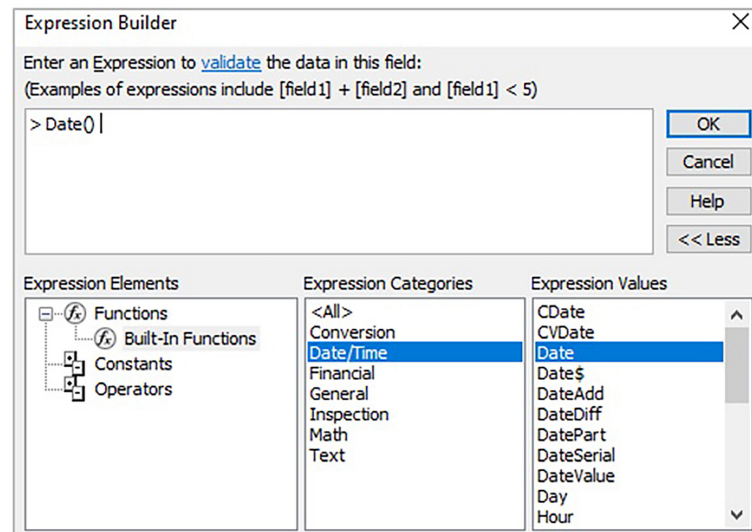 Expression Builder
Enter an Expression to validate the data in this field:
(Examples of expressions include [field1] + [field2] and [field1] < 5)
> Date()
OK
Cancel
Help
<< Less
Expression Elements
Functions
Built-In Functions
Constants
Operators
Expression Categories
<All>
Conversion
Date/Time
Financial
General
Inspection
Math
Text
Expression Values
CDate
CVDate
Date
Date$
DateAdd
DateDiff
DatePart
DateSerial
DateValue
Day
Hour